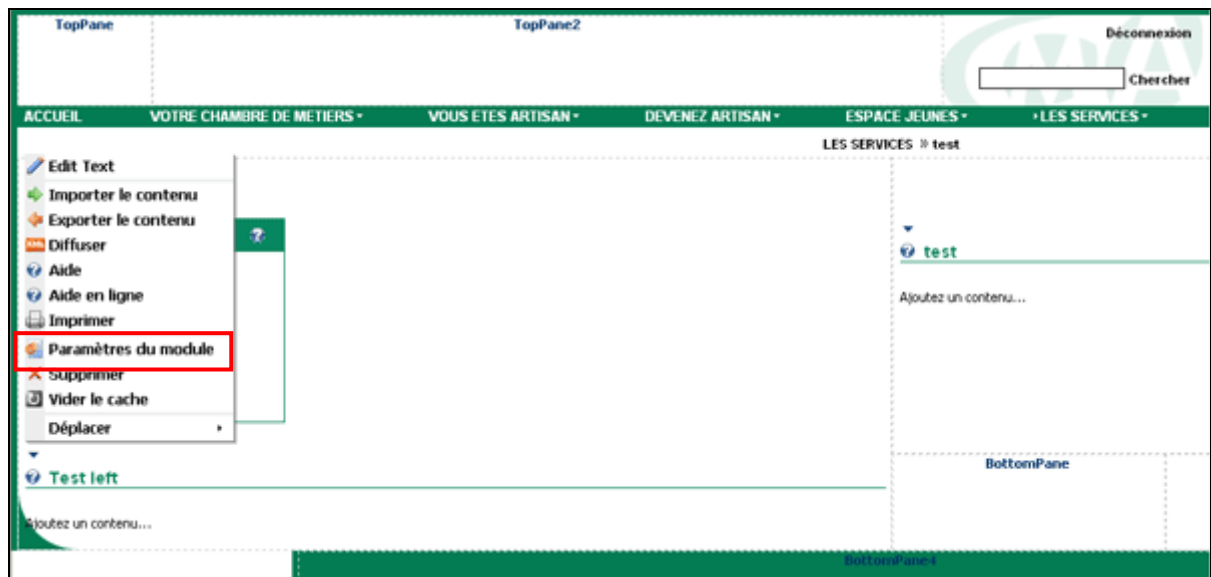 TopPane
TopPane2
Déconnexion
Chercher
ACCUEIL VOTRE CHAMBRE DE METIERS VOUS ETES ARTISAN DEVENEZ ARTISAN ESPACE JEUNES LES SERVICES
LES SERVICES » test
Edit Text
Importer le contenu
Exporter le contenu
Diffuser
Aide
Aide en ligne
Imprimer
Paramètres du module
Supprimer
Vider le cache
Déplacer
test
Ajoutez un contenu...
Test left
Ajoutez un contenu...
BottomPane
BottomPane4